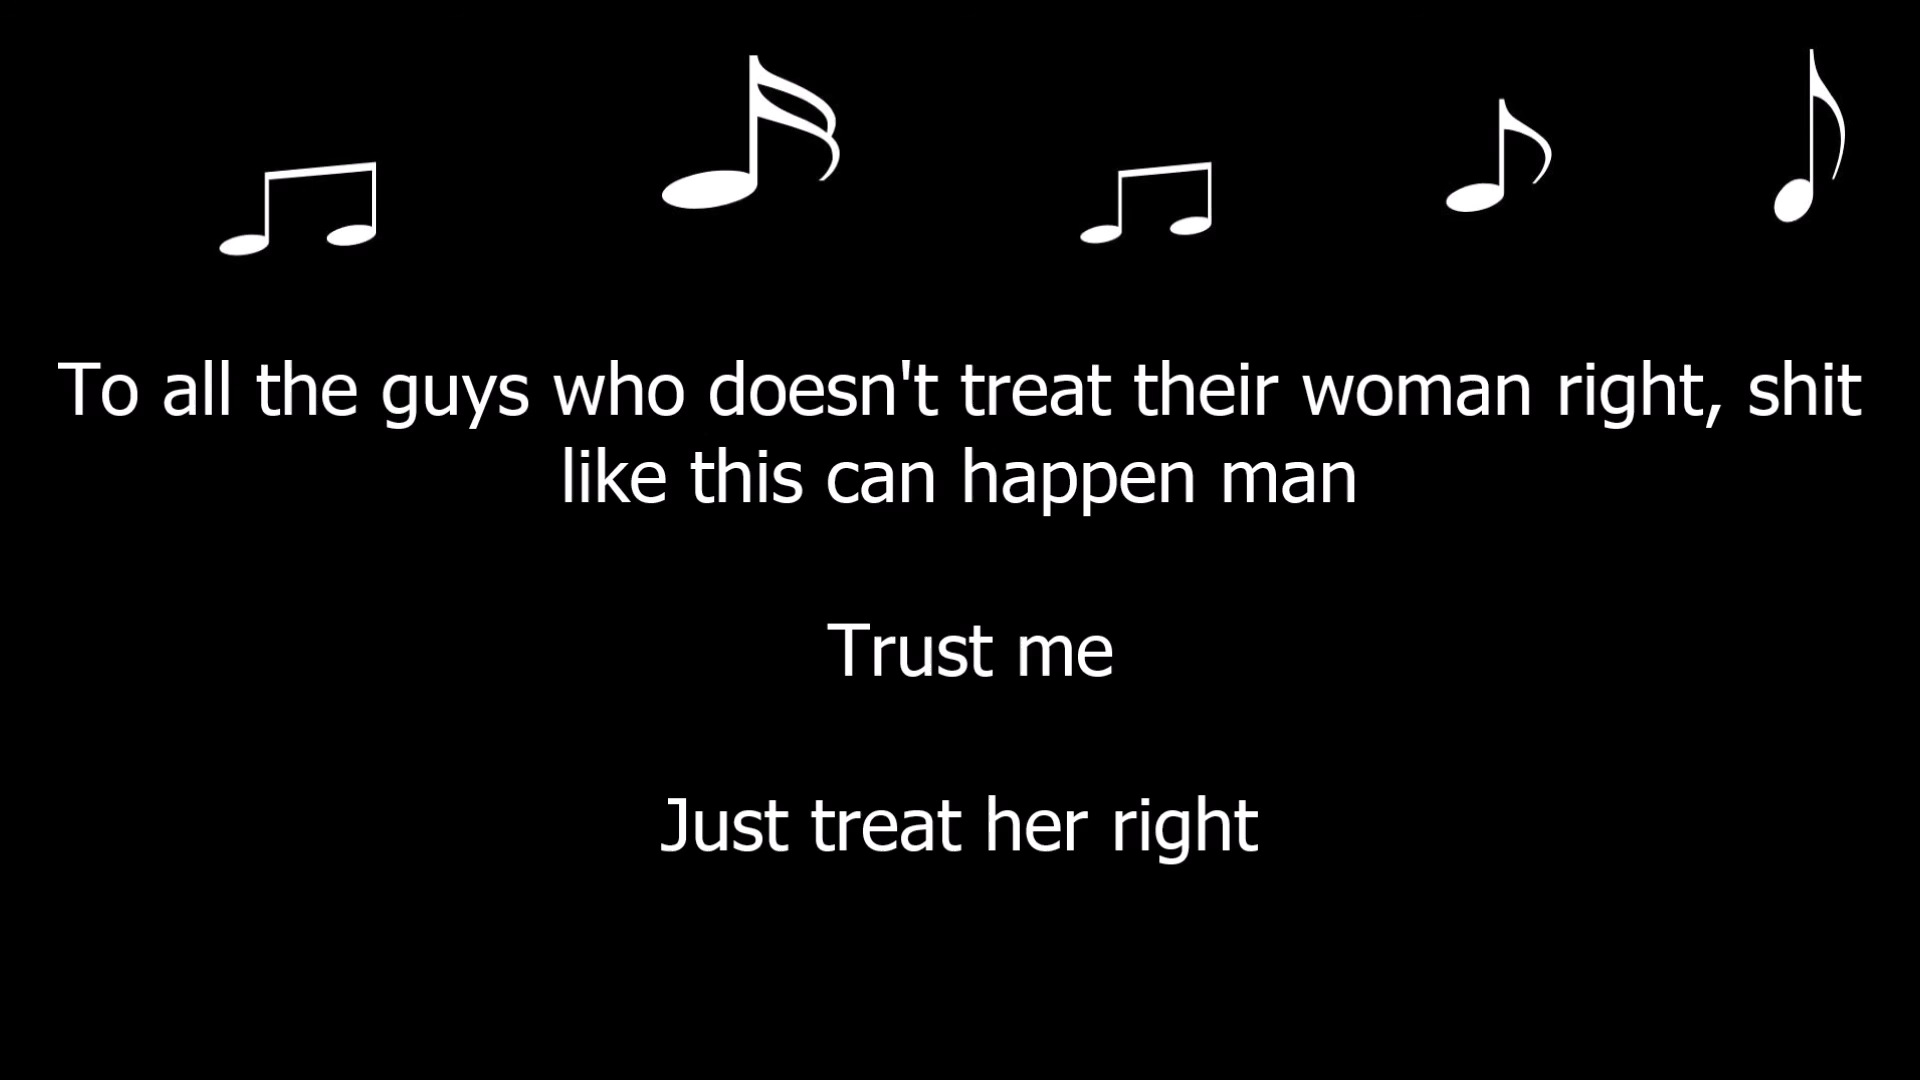 To all the guys who doesn't treat their woman right, shit
like this can happen man
Trust me
Just treat her right